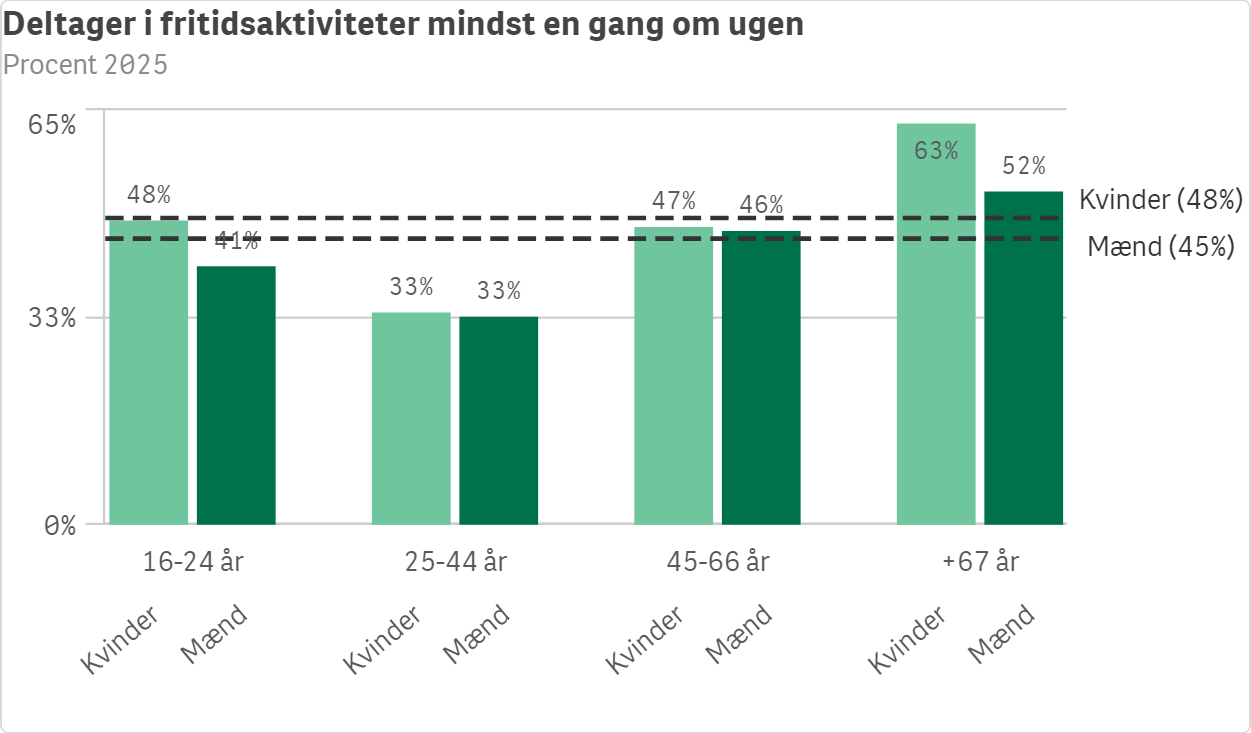 Deltager i fritidsaktiviteter mindst en gang om ugen
Procent 2025
65%
33%
0%
48%
41%
33%
33%
47%
46%
63%
52%
Kvinder (48%)
Mænd (45%)
16-24 år
25-44 år
45-66 år
+67 år
Kvinder
Mænd
Kvinder
Mænd
Kvinder
Mænd
Kvinder
Mænd